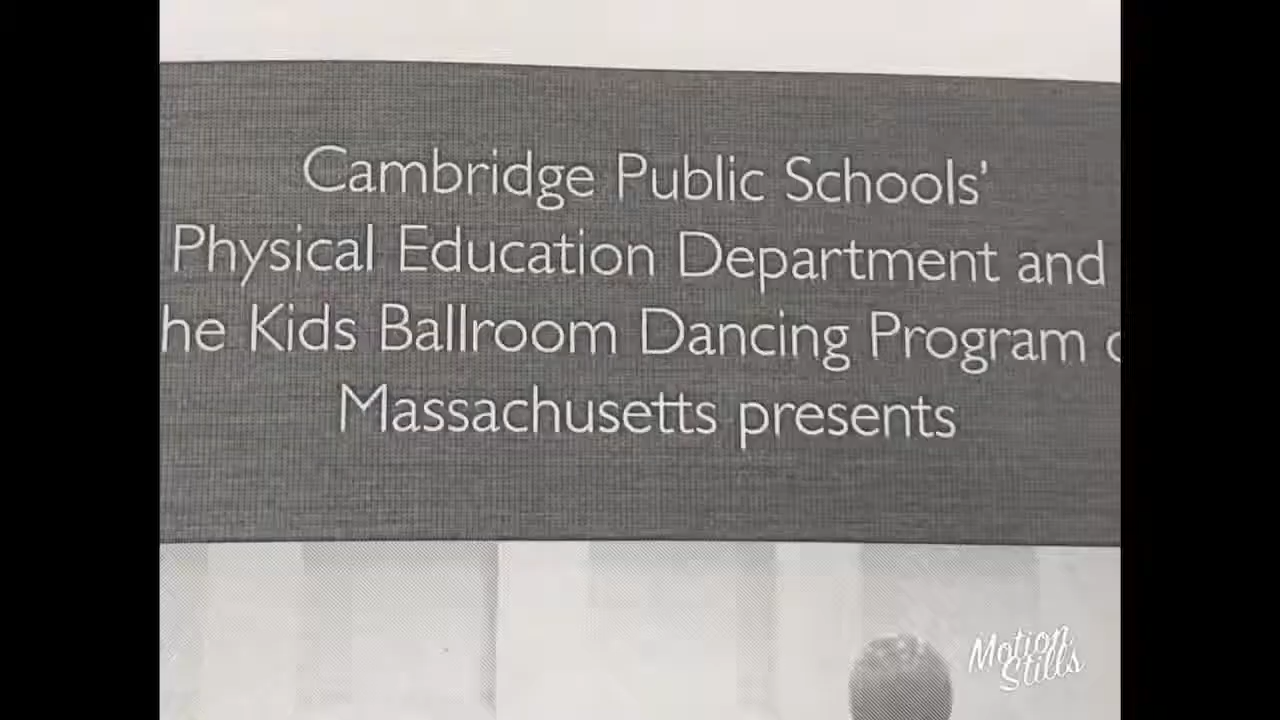 Cambridge Public Schools'
Physical Education Department and
he Kids Ballroom Dancing Program
Massachusetts presents
Motion
Stills